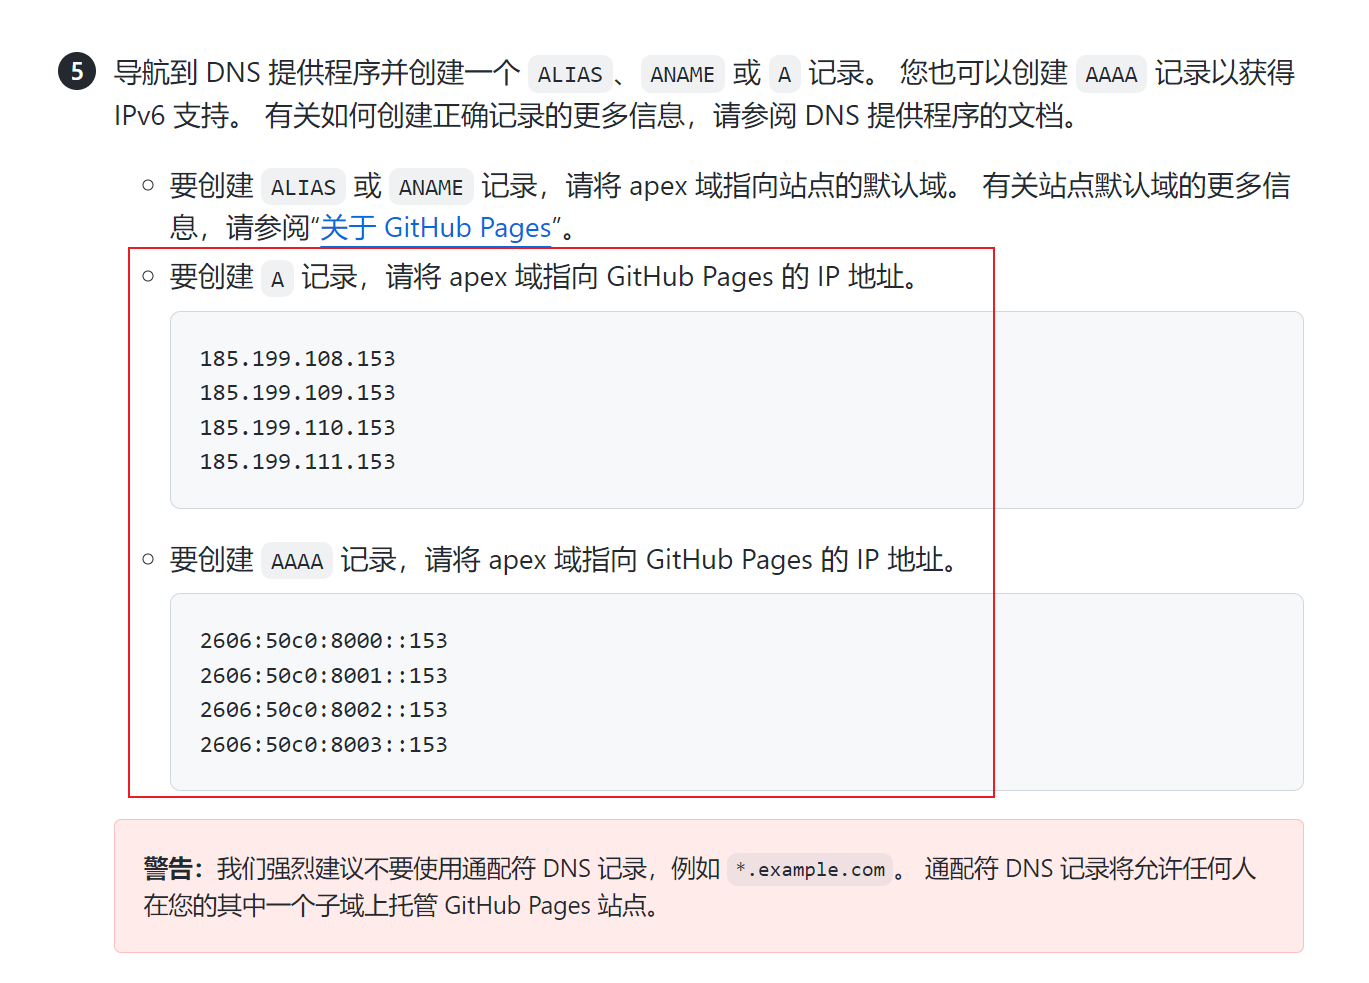 5 导航到 DNS 提供程序并创建一个 ALIAS、ANAME 或 A 记录。 您也可以创建 AAAA 记录以获得
IPv6 支持。 有关如何创建正确记录的更多信息，请参阅 DNS 提供程序的文档。
要创建 ALIAS 或 ANAME 记录，请将 apex 域指向站点的默认域。 有关站点默认域的更多信
息，请参阅“关于 GitHub Pages”。
要创建 A 记录，请将 apex 域指向 GitHub Pages 的 IP 地址。
185.199.108.153
185.199.109.153
185.199.110.153
185.199.111.153
要创建 AAAA 记录，请将 apex 域指向 GitHub Pages 的 IP 地址。
2606:50c0:8000::153
2606:50c0:8001::153
2606:50c0:8002::153
2606:50c0:8003::153
警告：我们强烈建议不要使用通配符 DNS 记录，例如 *.example.com。 通配符 DNS 记录将允许任何人
在您的其中一个子域上托管 GitHub Pages 站点。